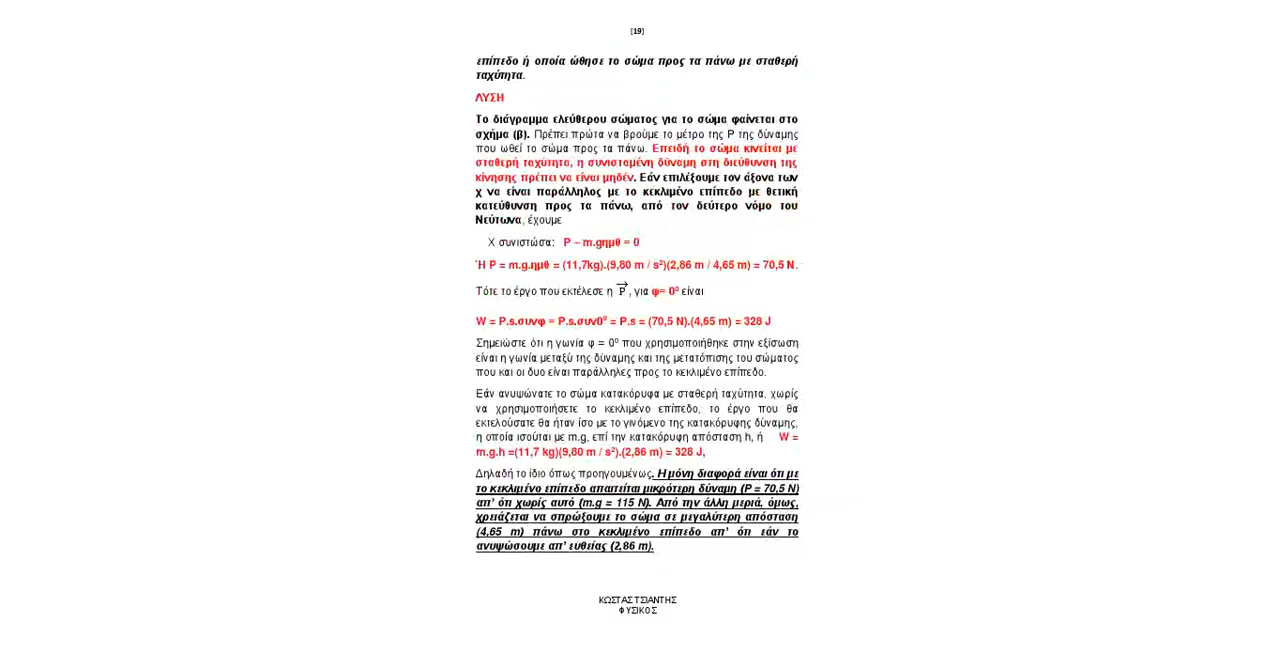 [19]
επίπεδο ή οποία ώθησε το σώμα προς τα πάνω με σταθερή
ταχύτητα.
ΛΥΣΗ
Το διάγραμμα ελεύθερου σώματος για το σώμα φαίνεται στο
σχήμα (β). Πρέπει πρώτα να βρούμε το μέτρο της Ρ της δύναμης
που ωθεί το σώμα προς τα πάνω. Επειδή το σώμα κινείται με
σταθερή ταχύτητα, η συνισταμένη δύναμη στη διεύθυνση της
κίνησης πρέπει να είναι μηδέν. Εάν επιλέξουμε τον άξονα των
χ να είναι παράλληλος με το κεκλιμένο επίπεδο με θετική
κατεύθυνση προς τα πάνω, από τον δεύτερο νόμο του
Νεύτωνα, έχουμε
Χ συνιστώσα: P – m.gημθ = 0
Ή P = m.g.ημθ = (11,7kg).(9,80 m / s²)(2,86 m / 4,65 m) = 70,5 N.
Τότε το έργο που εκτέλεσε η P⃗, για φ= 0⁰ είναι
W = P.s.συνφ = P.s.συν0⁰ = P.s = (70,5 N).(4,65 m) = 328 J
Σημειώστε ότι η γωνία φ = 0⁰ που χρησιμοποιήθηκε στην εξίσωση
είναι η γωνία μεταξύ της δύναμης και της μετατόπισης του σώματος
που και οι δυο είναι παράλληλες προς το κεκλιμένο επίπεδο.
Εάν ανυψώνατε το σώμα κατακόρυφα με σταθερή ταχύτητα, χωρίς
να χρησιμοποιήσετε το κεκλιμένο επίπεδο, το έργο που θα
εκτελούσατε θα ήταν ίσο με το γινόμενο της κατακόρυφης δύναμης,
η οποία ισούται με m.g, επί την κατακόρυφη απόσταση h, ή W =
m.g.h =(11,7 kg)(9,80 m / s²).(2,86 m) = 328 J,
Δηλαδή το ίδιο όπως προηγουμένως. Η μόνη διαφορά είναι ότι με
το κεκλιμένο επίπεδο απαιτείται μικρότερη δύναμη (P = 70,5 N)
απ' ότι χωρίς αυτό (m.g = 115 N). Από την άλλη μεριά, όμως,
χρειάζεται να σπρώξουμε το σώμα σε μεγαλύτερη απόσταση
(4,65 m) πάνω στο κεκλιμένο επίπεδο απ' ότι εάν το
ανυψώσουμε απ' ευθείας (2,86 m).
ΚΩΣΤΑΣ ΤΣΙΑΝΤΗΣ
ΦΥΣΙΚΟΣ